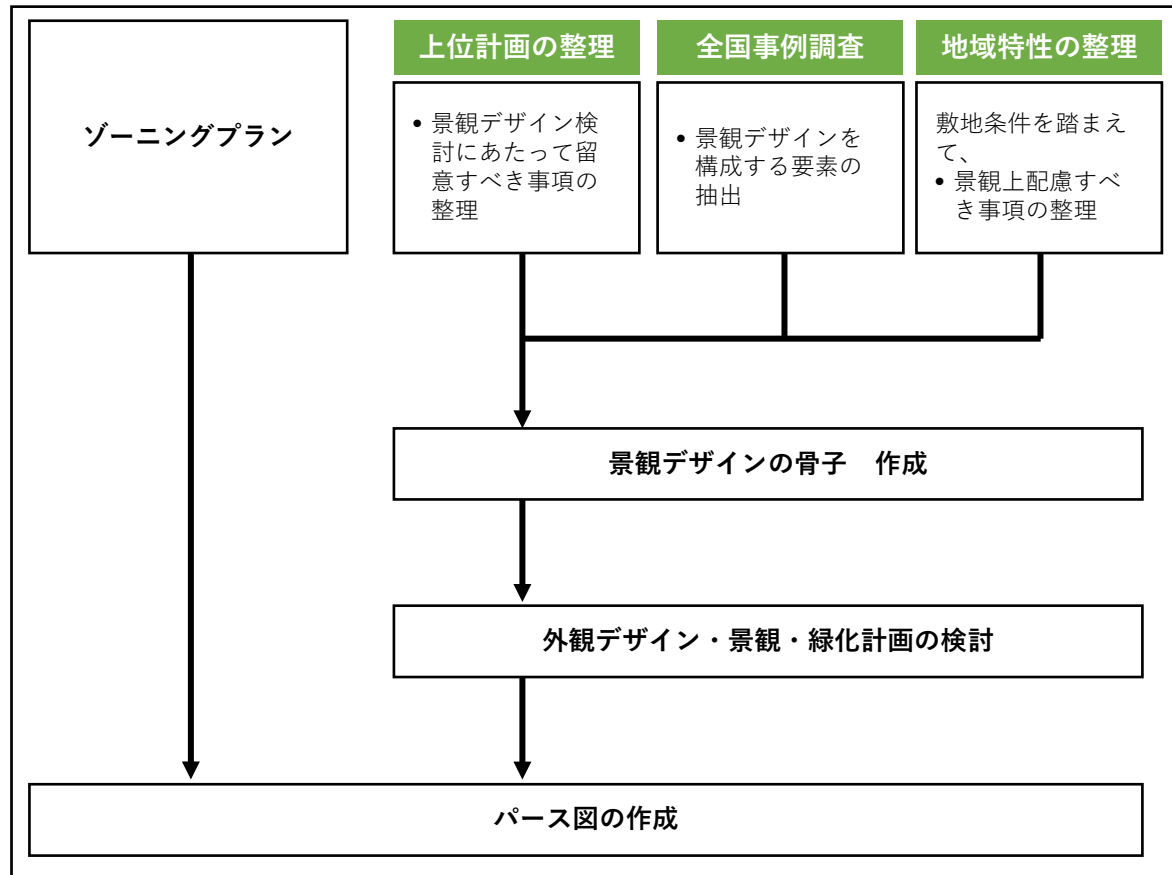 ゾーニングプラン
上位計画の整理
• 景観デザイン検
討にあたって留
意すべき事項の
整理
全国事例調査
• 景観デザインを
構成する要素の
抽出
地域特性の整理
敷地条件を踏まえ
て、
• 景観上配慮すべ
き事項の整理
景観デザインの骨子　作成
外観デザイン・景観・緑化計画の検討
パース図の作成